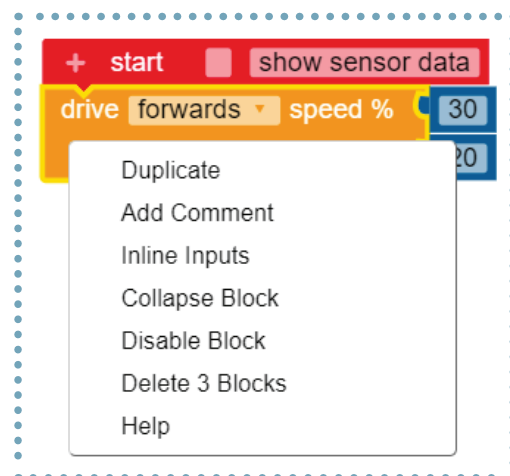 + start show sensor data
drive forwards speed % 30
20
Duplicate
Add Comment
Inline Inputs
Collapse Block
Disable Block
Delete 3 Blocks
Help